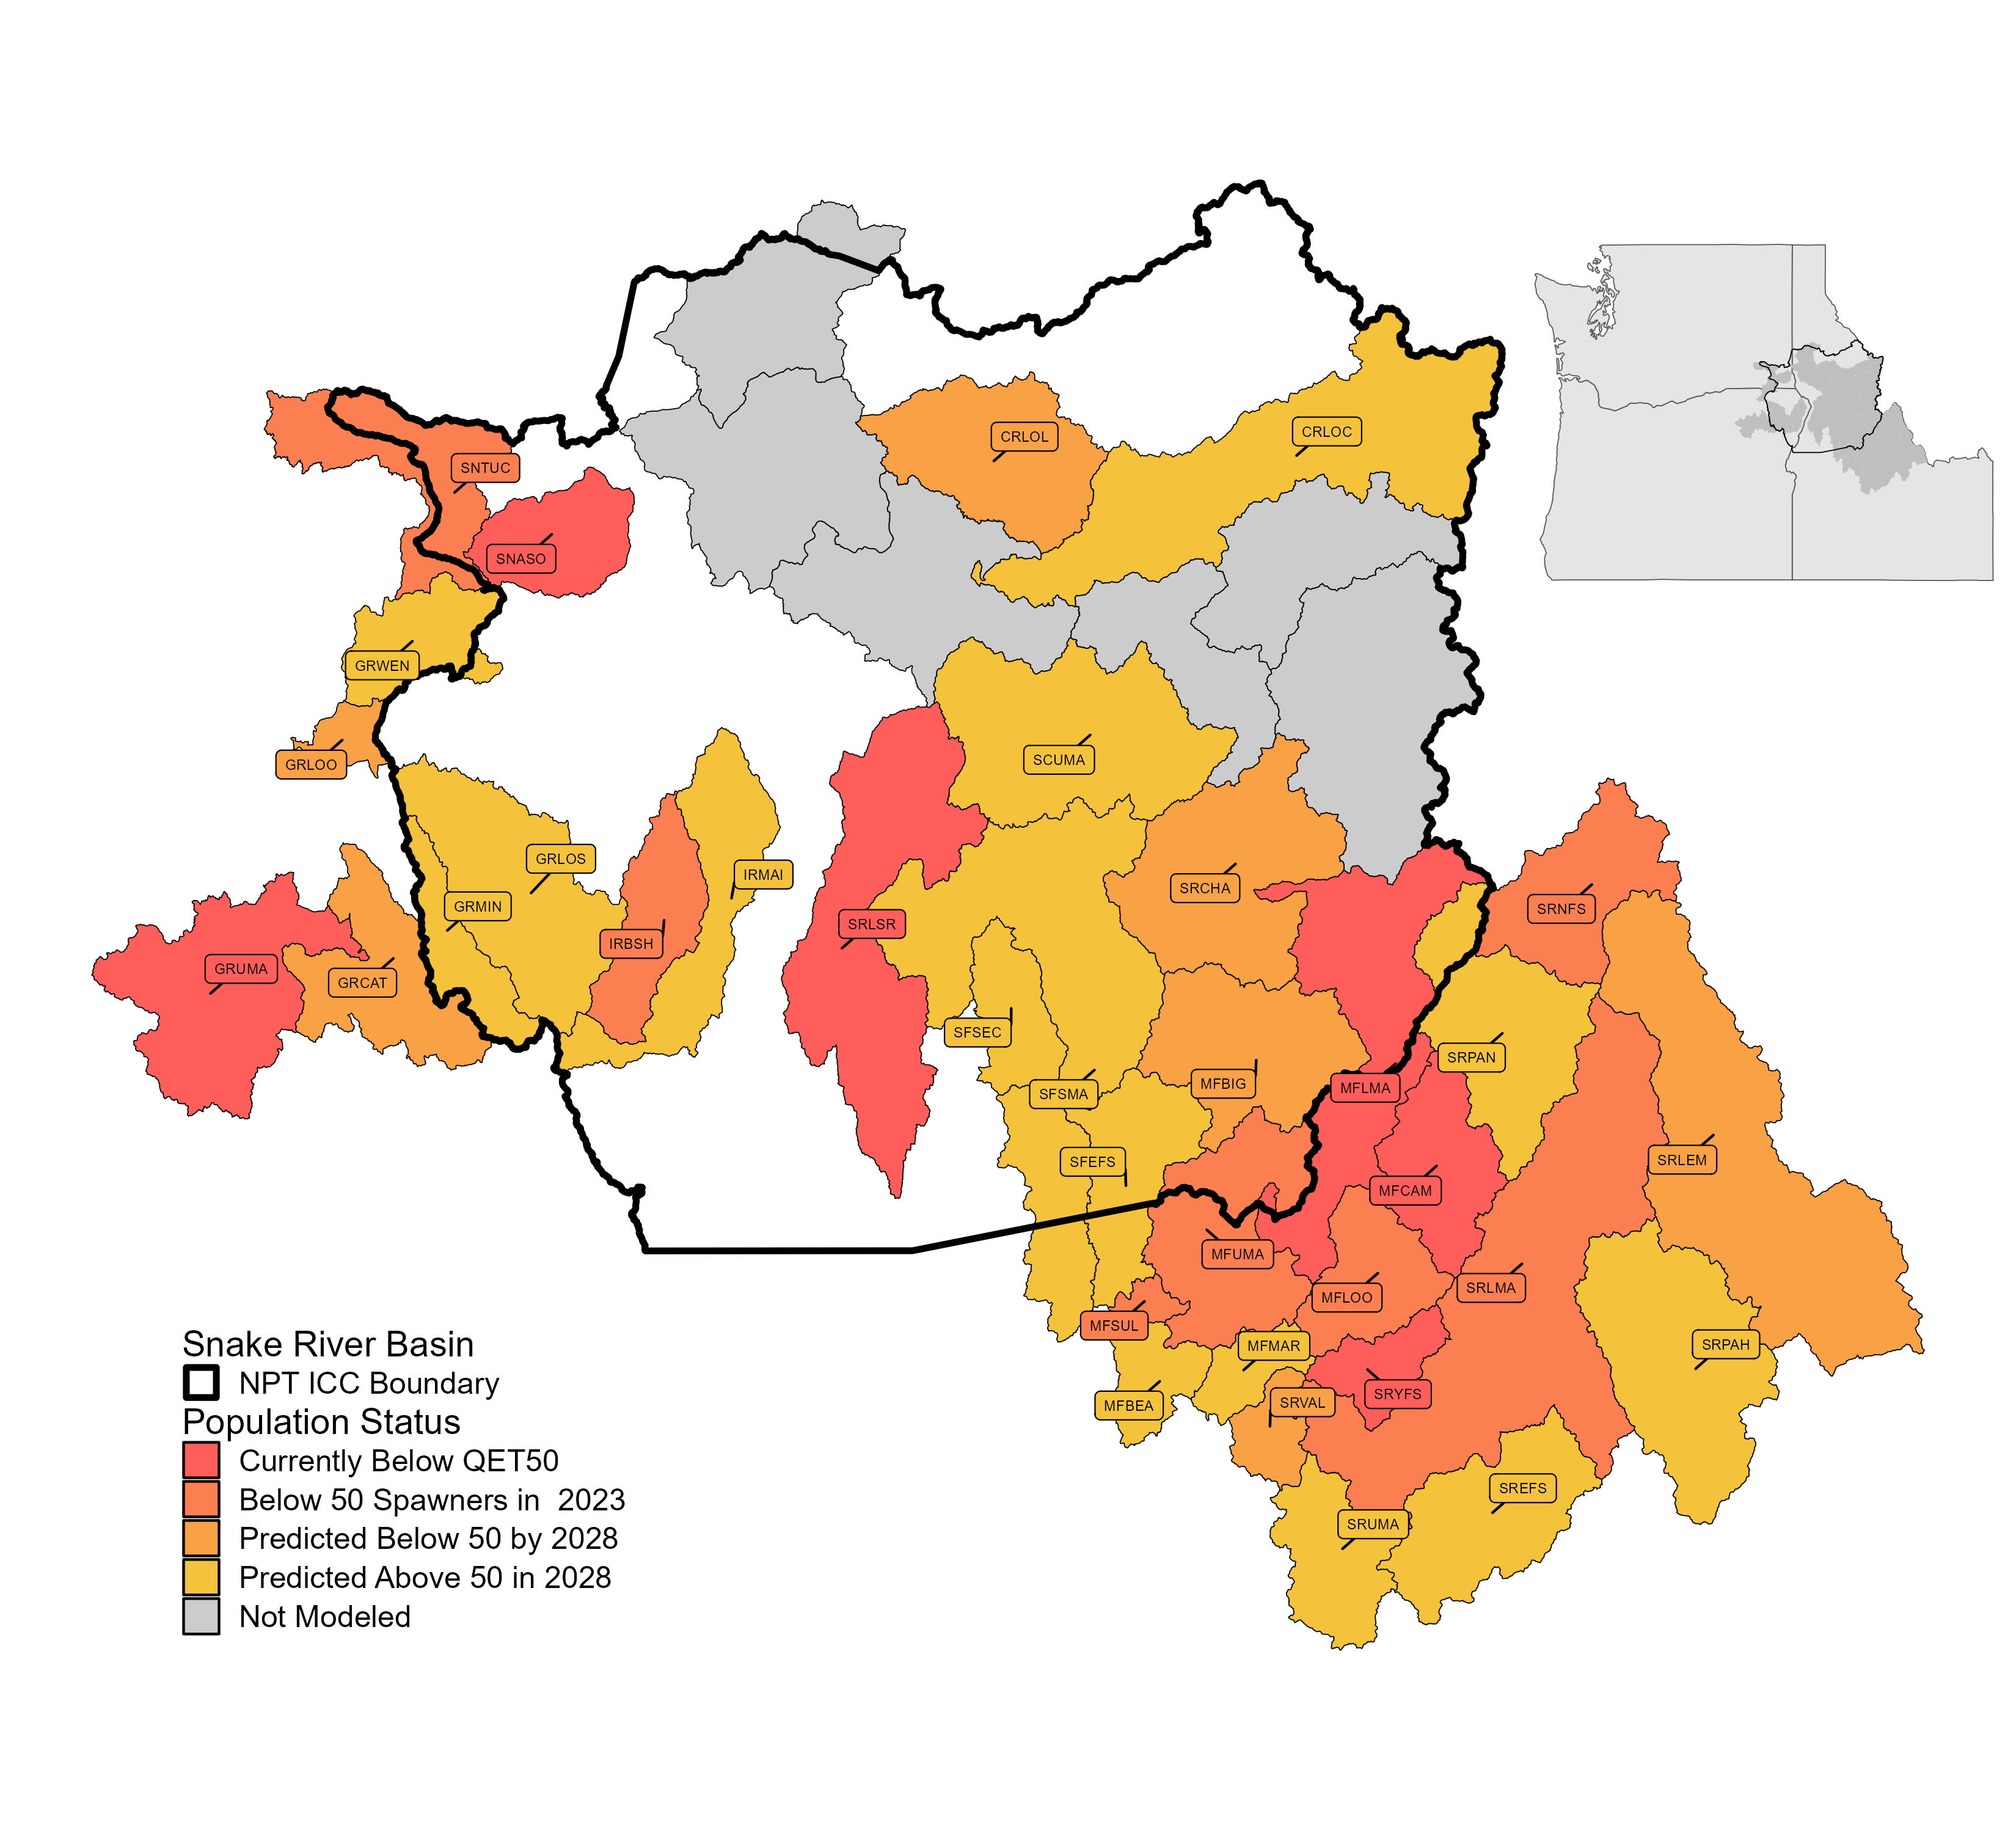 CRLOL
CRLOC
SNTUC
SNASO
GRWEN
GRLOO
SCUMA
GRLOS
IRMAI
SRCHA
GRMIN
SRNFS
SRLSR
IRBSH
GRUMA
GRCAT
SFSEC
SRPAN
MFBIG
MFLMA
SFSMA
SFEFS
SRLEM
MFCAM
MFUMA
SRLMA
MFLOO
MFSUL
MFMAR
SRPAH
SRYFS
SRVAL
MFBEA
SREFS
SRUMA
Snake River Basin
NPT ICC Boundary
Population Status
Currently Below QET50
Below 50 Spawners in  2023
Predicted Below 50 by 2028
Predicted Above 50 in 2028
Not Modeled